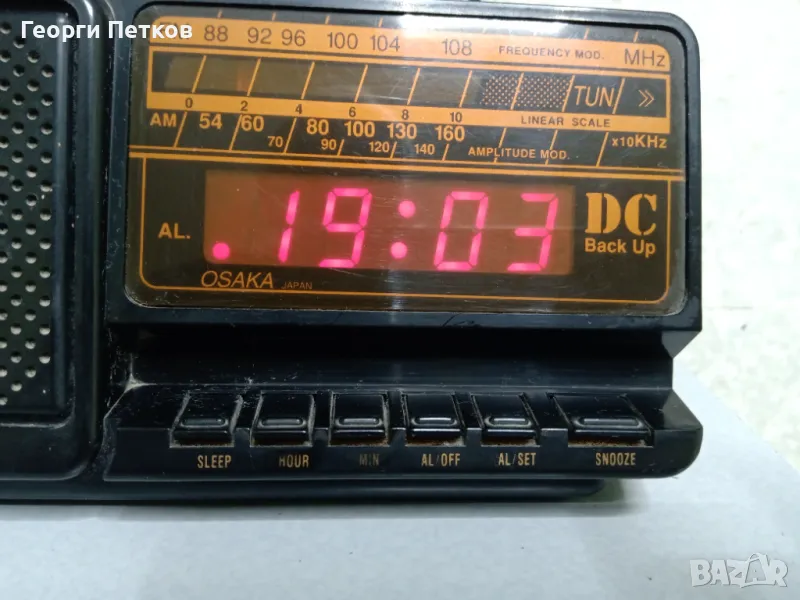 Георги Петков
FM 88 92 96 100 104 108 FREQUENCY MOD. MHz
TUN »
0 2 4 6 8 10 LINEAR SCALE
AM 54 60 80 100 130 160 x10KHz
70 90 120 140 AMPLITUDE MOD.
AL. .19:03 DC
Back Up
OSAKA JAPAN
SLEEP HOUR MIN AL/OFF AL/SET SNOOZE
BAZAR